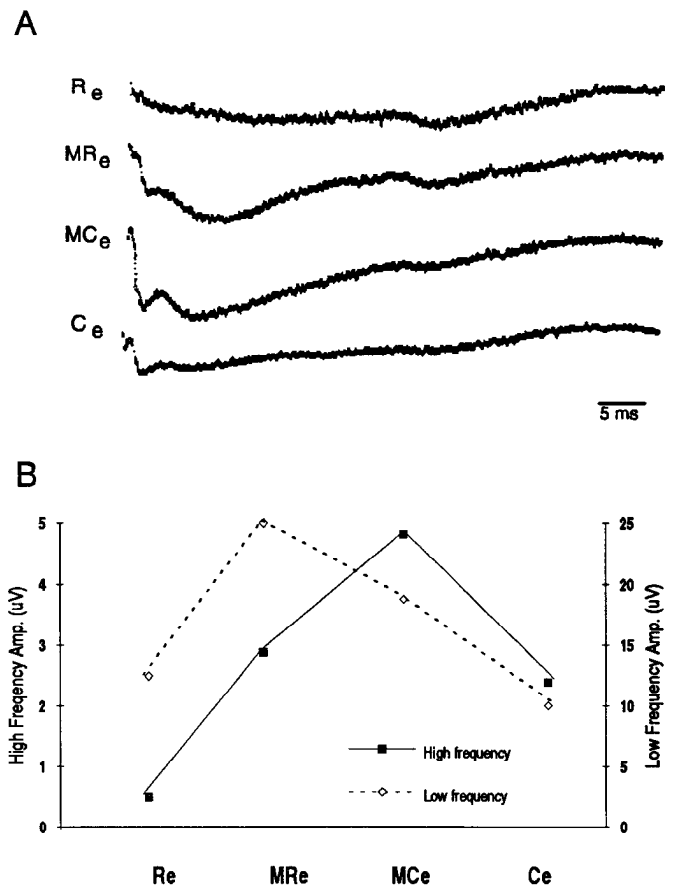 A
Re
MRe
MCe
Ce
5 ms
B
High Freqency Amp. (uV)
5
4
3
2
1
0
25
20
15
10
5
0
Low Frequency Amp. (uV)
High frequency
Low frequency
Re MRe MCe Ce